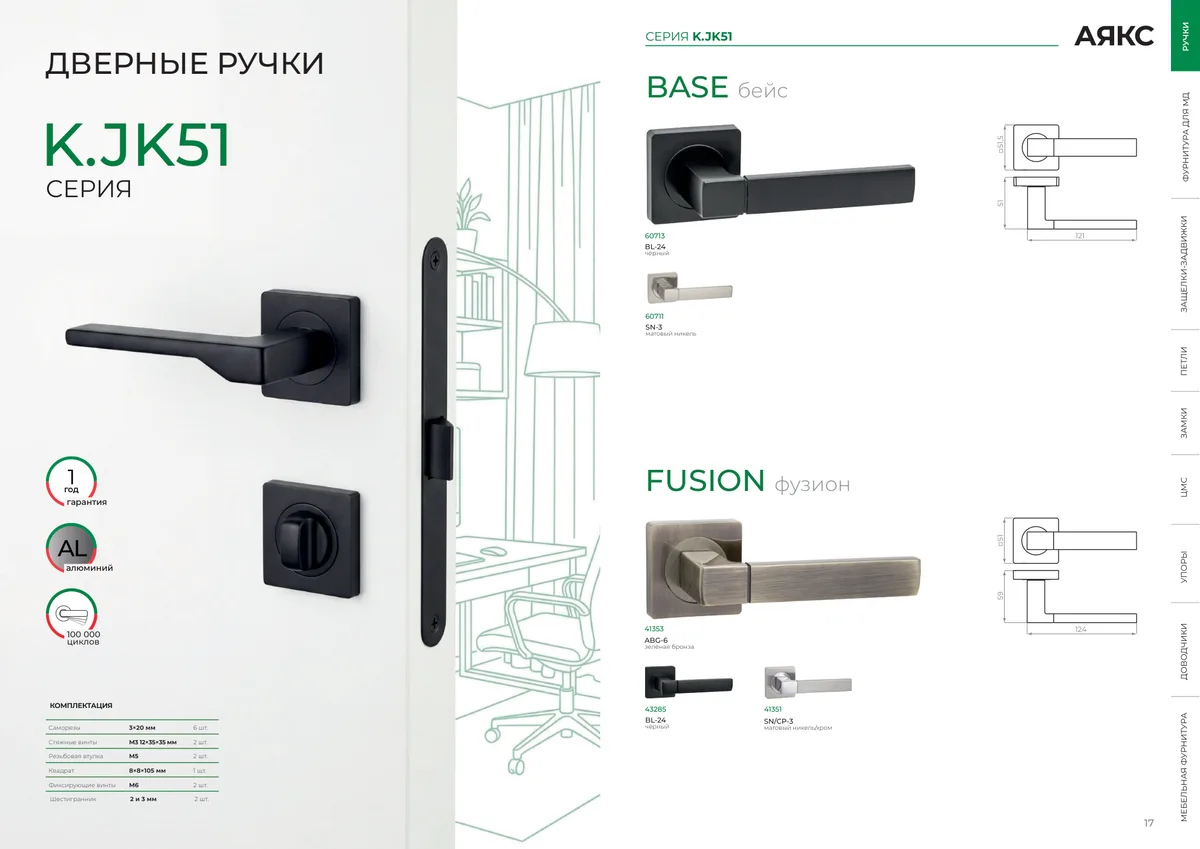 ДВЕРНЫЕ РУЧКИ
K.JK51
СЕРИЯ
1
год
гарантия
AL
алюминий
100 000
циклов
КОМПЛЕКТАЦИЯ
Саморезы 3×20 мм 6 шт.
Стяжные винты М3 12×35×35 мм 2 шт.
Резьбовая втулка М5 2 шт.
Квадрат 8×8×105 мм 1 шт.
Фиксирующие винты М6 2 шт.
Шестигранник 2 и 3 мм 2 шт.
СЕРИЯ K.JK51
АЯКС
BASE бейс
60713
BL-24
чёрный
60711
SN-3
матовый никель
□51,5
51
121
FUSION фузион
41353
ABG-6
зелёная бронза
43285
BL-24
чёрный
41351
SN/CP-3
матовый никель/хром
□51
59
124
РУЧКИ
ФУРНИТУРА ДЛЯ МД
ЗАЩЕЛКИ-ЗАДВИЖКИ
ПЕТЛИ
ЗАМКИ
ЦМС
УПОРЫ
ДОВОДЧИКИ
МЕБЕЛЬНАЯ ФУРНИТУРА
17